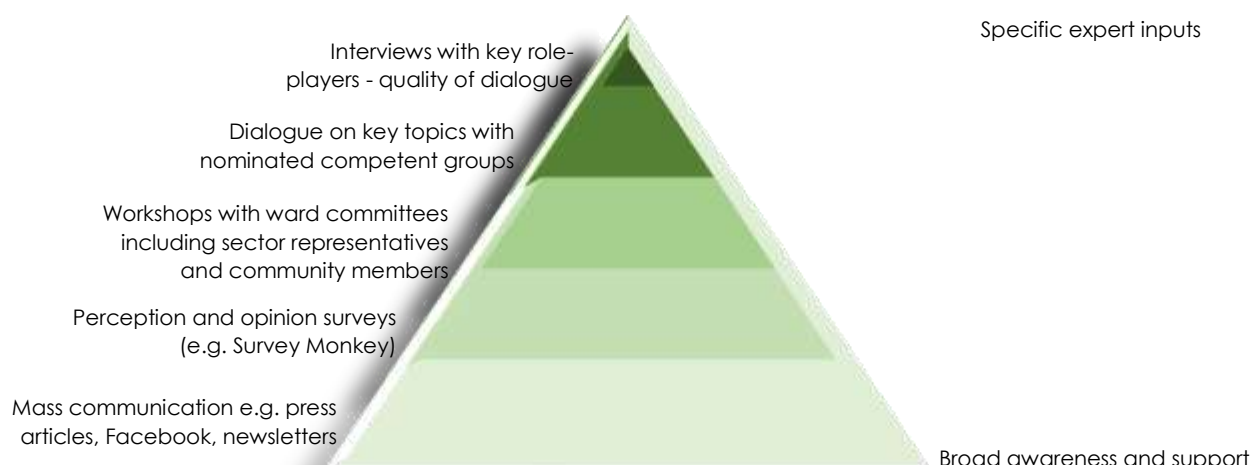 Specific expert inputs
Interviews with key role-
players - quality of dialogue
Dialogue on key topics with
nominated competent groups
Workshops with ward committees
including sector representatives
and community members
Perception and opinion surveys
(e.g. Survey Monkey)
Mass communication e.g. press
articles, Facebook, newsletters
Broad awareness and support